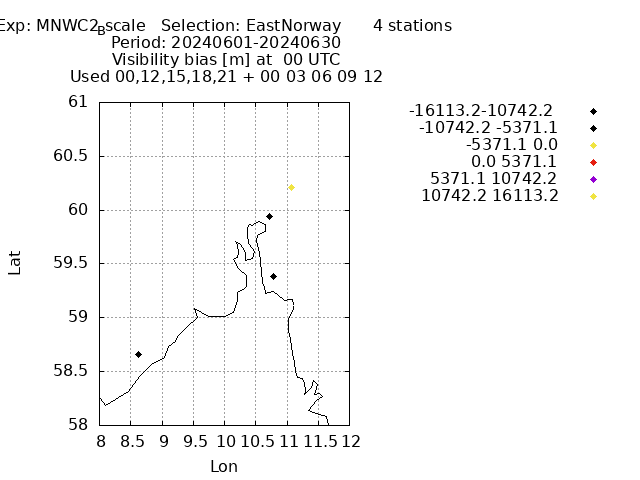 Exp: MNWC2Bscale   Selection: EastNorway      4 stations
Period: 20240601-20240630
Visibility bias [m] at  00 UTC
Used 00,12,15,18,21 + 00 03 06 09 12
-16113.2-10742.2
-10742.2 -5371.1
-5371.1 0.0
0.0 5371.1
5371.1 10742.2
10742.2 16113.2
61
60.5
60
59.5
59
58.5
58
Lat
8 8.5 9 9.5 10 10.5 11 11.5 12
Lon